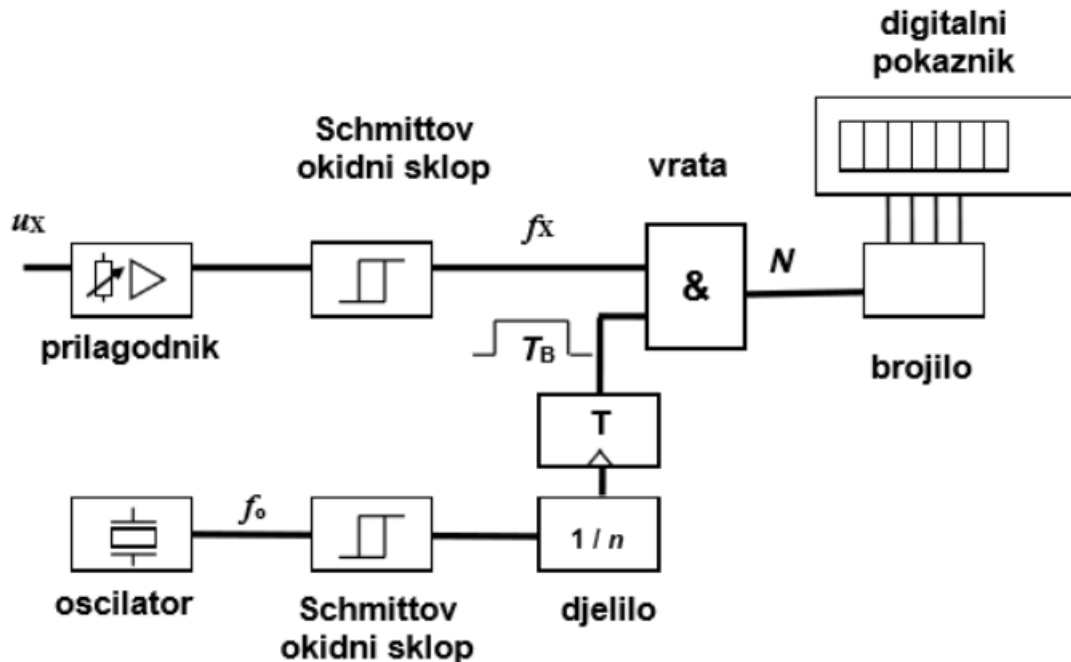 digitalni
pokaznik
Schmittov
okidni sklop
vrata
uX
fX
&
N
prilagodnik
TB
brojilo
T
fo
1 / n
oscilator
Schmittov
okidni sklop
djelilo